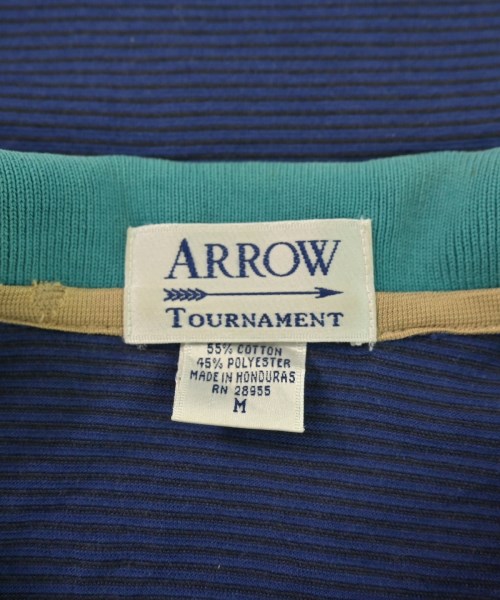 ARROW
TOURNAMENT
55% COTTON
45% POLYESTER
MADE IN HONDURAS
RN 28955
M